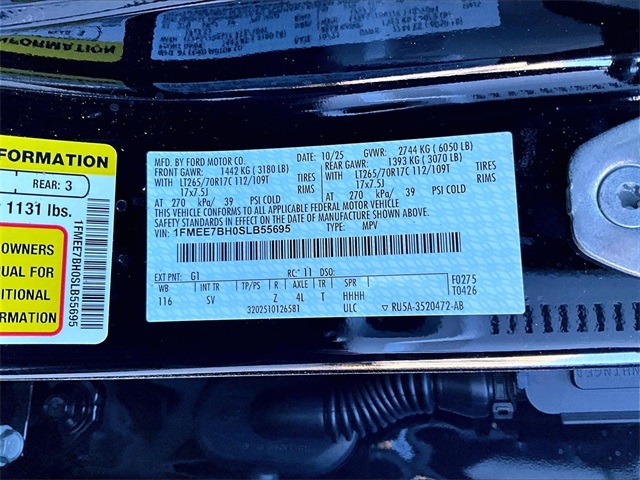 FORMATION
REAR: 3
1131 lbs.
OWNERS
UAL FOR
ITIONAL
RMATION
1FMEE7BH0SLB55695
MFD. BY FORD MOTOR CO. 10/25 GVWR: 2744 KG ( 6050 LB)
FRONT GAWR: 1442 KG ( 3180 LB) REAR GAWR: 1393 KG ( 3070 LB)
LT265/70R17C 112/109T TIRES LT265/70R17C 112/109T TIRES
17x7.5J RIMS 17x7.5J RIMS
AT 270 kPa/ 39 PSI COLD AT 270 kPa/ 39 PSI COLD
THIS VEHICLE CONFORMS TO ALL APPLICABLE FEDERAL MOTOR VEHICLE
SAFETY STANDARDS IN EFFECT ON THE DATE OF MANUFACTURE SHOWN ABOVE.
VIN: 1FMEE7BH0SLB55695 TYPE: MPV
EXT PNT: G1 RC: 11 DSO: F0275
WB INT TR TP/PS R AXLE TR SPR T0426
116 SV Z 4L T HHHH
3202510126581 ULC ▽ RU5A-3520472-AB